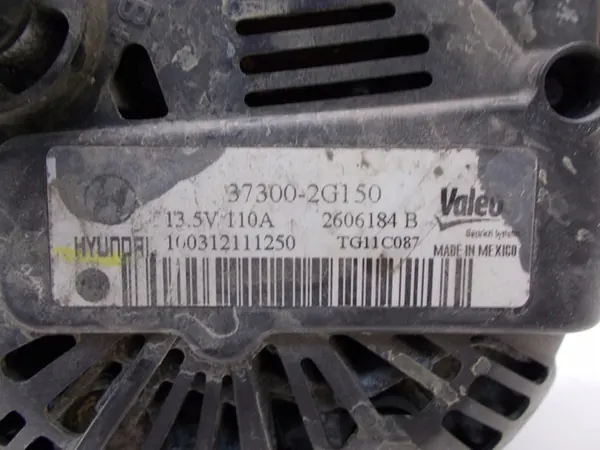 37300-2G150
13.5V 110A 2606184 B Valeo
HYUNDAI 100312111250 TG11C087 MADE IN MEXICO